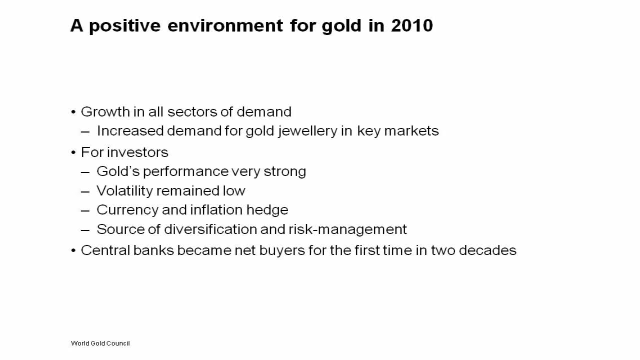 A positive environment for gold in 2010
• Growth in all sectors of demand
– Increased demand for gold jewellery in key markets
• For investors
– Gold's performance very strong
– Volatility remained low
– Currency and inflation hedge
– Source of diversification and risk-management
• Central banks became net buyers for the first time in two decades
World Gold Council